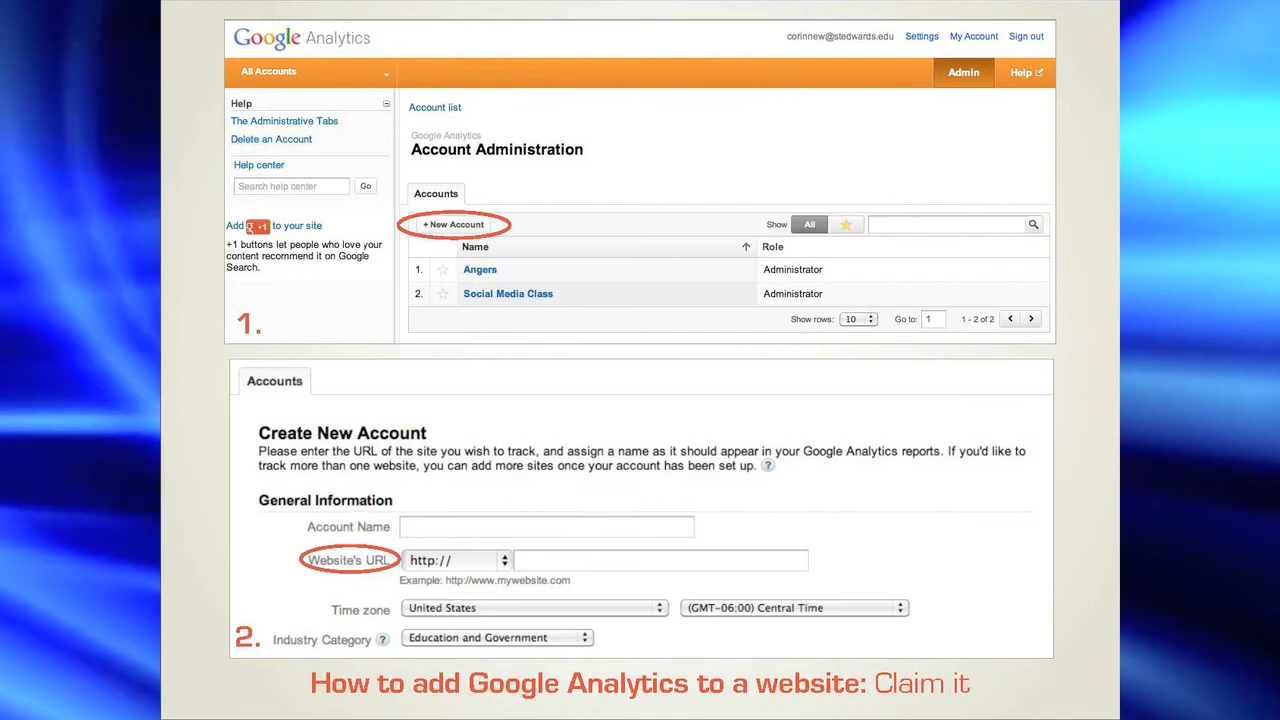 Google Analytics
corinnew@stedwards.edu Settings My Account Sign out
All Accounts
Admin Help
Help
The Administrative Tabs
Delete an Account
Help center
Search help center Go
Add +1 to your site
+1 buttons let people who love your
content recommend it on Google
Search.
1.
Account list
Google Analytics
Account Administration
Accounts
+ New Account Show All
Name Role
1. Angers Administrator
2. Social Media Class Administrator
Show rows: 10 Go to: 1 1 - 2 of 2
Accounts
Create New Account
Please enter the URL of the site you wish to track, and assign a name as it should appear in your Google Analytics reports. If you'd like to
track more than one website, you can add more sites once your account has been set up. ?
General Information
Account Name
Website's URL http://
Example: http://www.mywebsite.com
Time zone United States (GMT-06:00) Central Time
2. Industry Category ? Education and Government
How to add Google Analytics to a website: Claim it